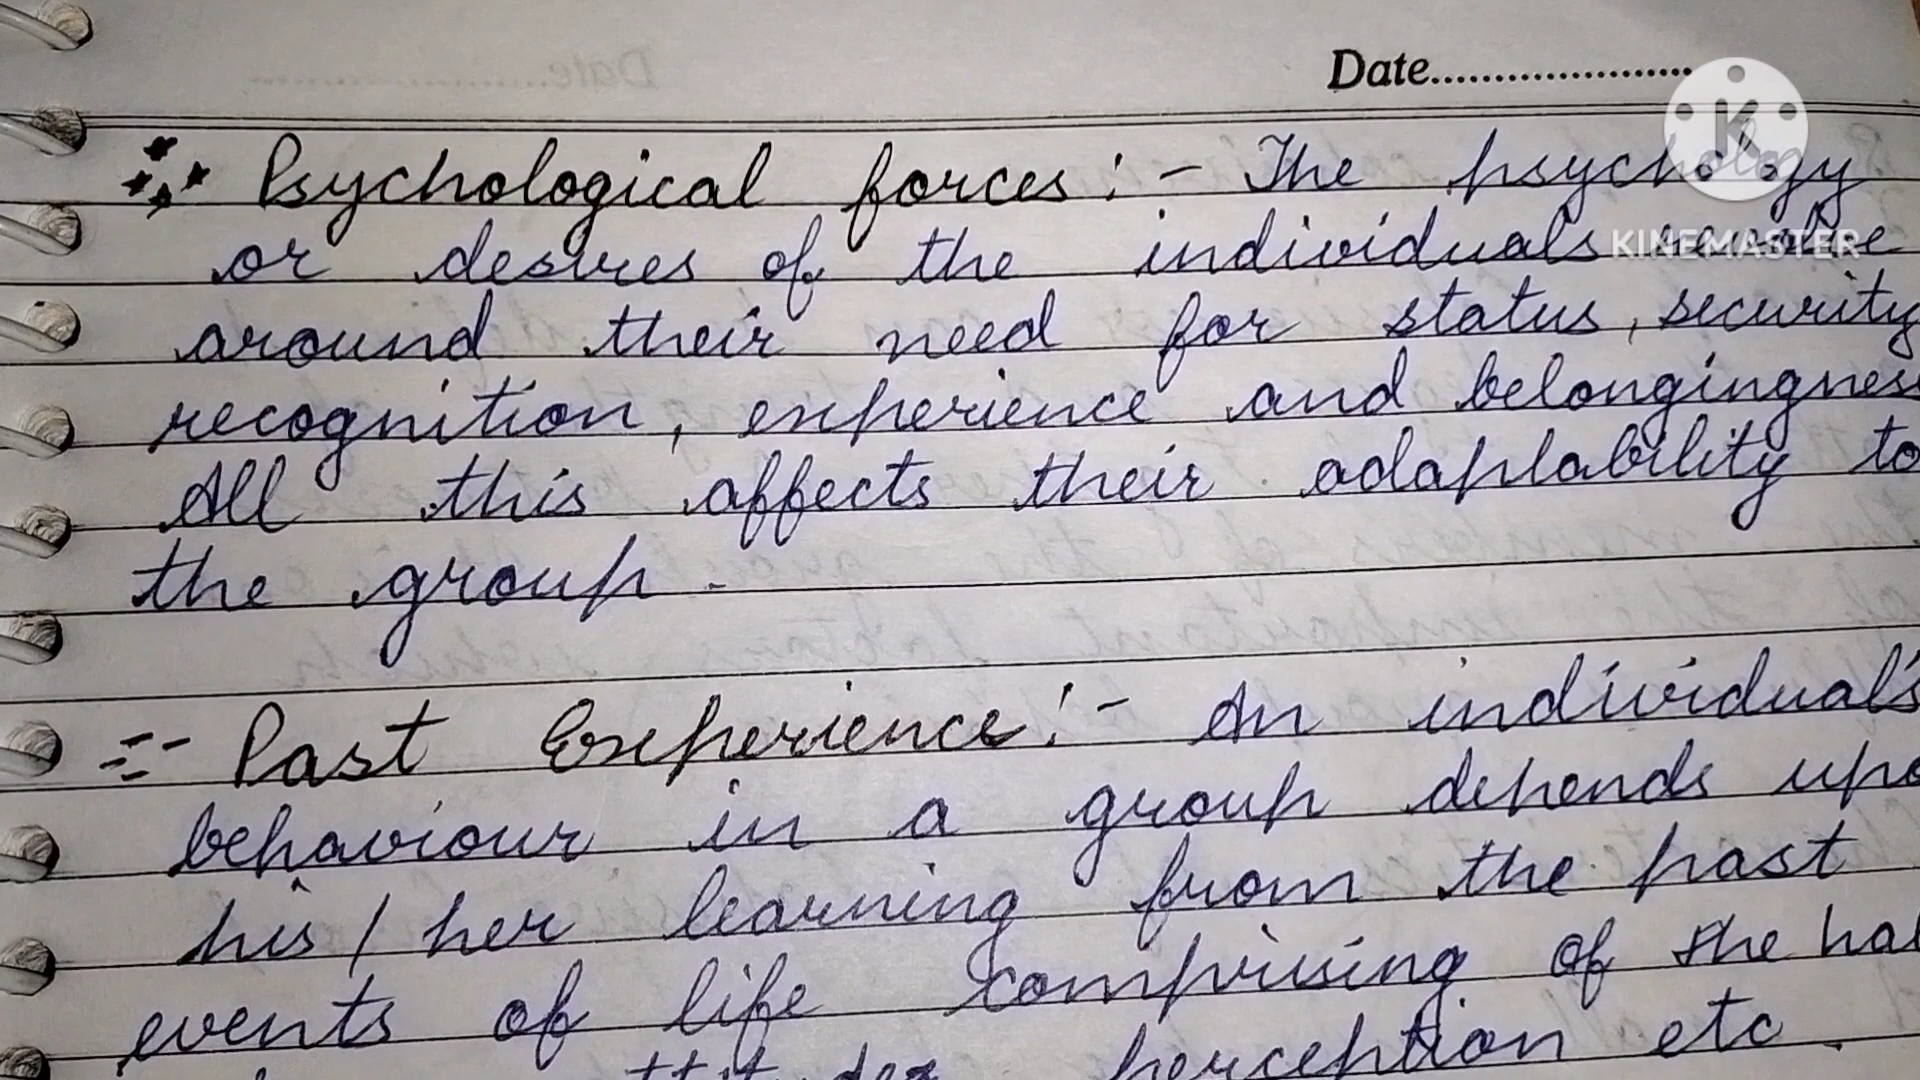 Date......................
Psychological forces :- The psychology
or desires of the individuals revolve
KINEMASTER
around their need for status, security
recognition, experience and belongingness
All this affects their adaptability to
the group -
Past Experience :- An individual's
behaviour in a group depends upo
his / her learning from the past
events of life comprising of the ha
perception etc.